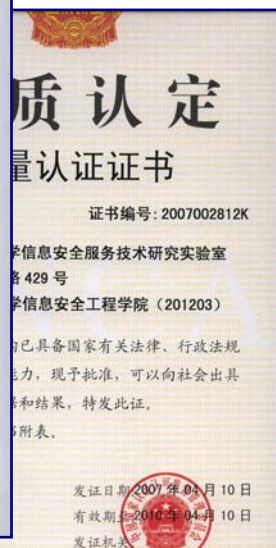 质认定
量认证证书
证书编号: 2007002812K
学信息安全服务技术研究实验室
路 429 号
学信息安全工程学院（201203）
已具备国家有关法律、行政法规
能力，现予批准，可以向社会出具
和结果，特发此证。
附表。
发证日期 2007 年 04 月 10 日
有效期至 2010 年 04 月 10 日
发证机关